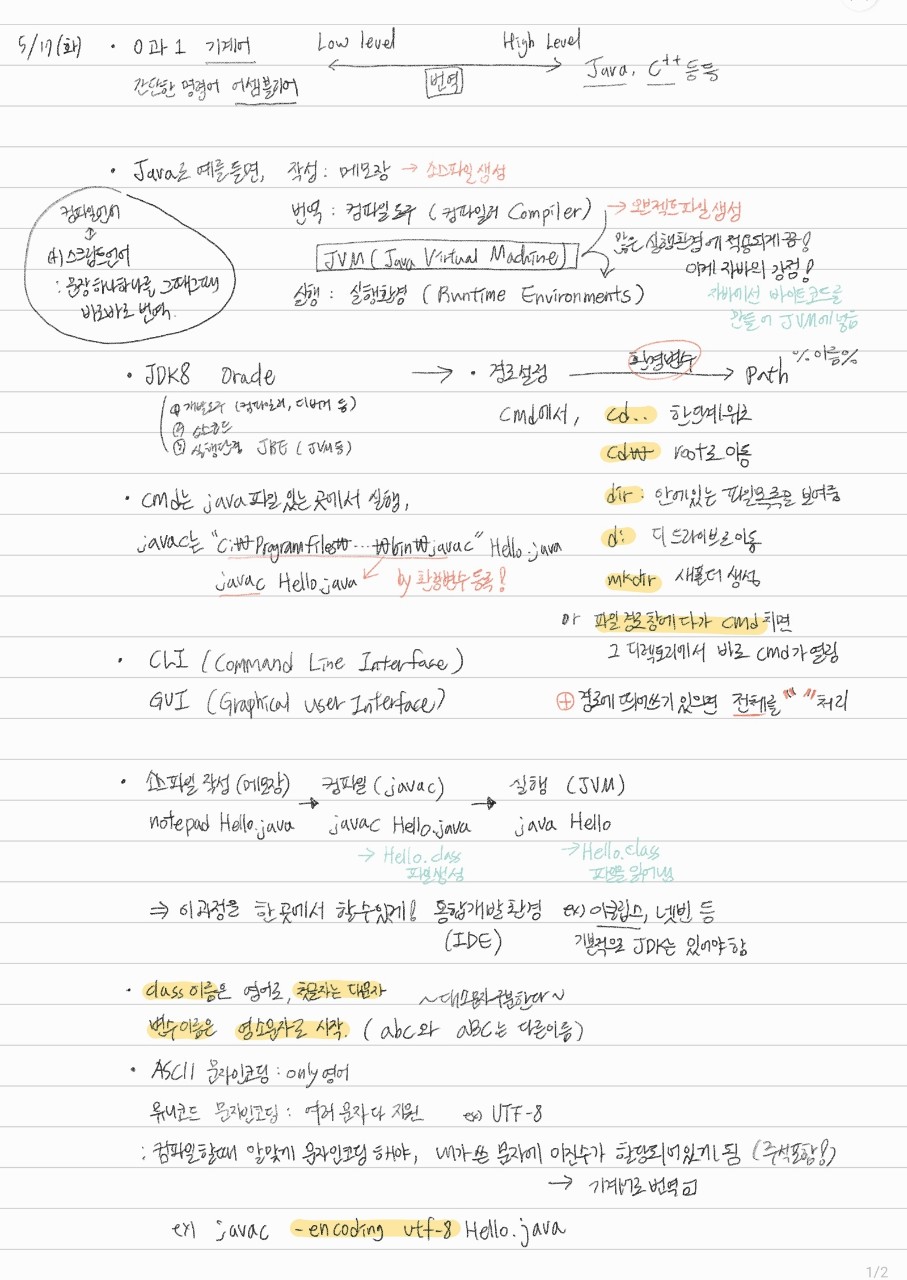 5/17(화) · 0과 1 기계어 Low level High Level
간단한 명령어 어셈블리어 번역 Java, C++ 등등
· Java로 예를들면, 작성 : 메모장 → 소스파일 생성
번역 : 컴파일 도구 (컴파일러 Compiler) → 오브젝트파일 생성
JVM (Java Virtual Machine)
많은 실행환경에 적용되게 끔!
이게 자바의 강점!
실행 : 실행환경 (Runtime Environments)
자바에선 바이트코드를
만들어 JVM에 넣음
컴파일언어
↕
스크립트언어
: 문장 하나하나를 그때그때
바로바로 번역.
· JDK8 Oracle → · 경로설정 환경변수 → Path %이름%
① 개발도구 (컴파일러, 디버거 등)
② 소스코드
③ 실행환경 JRE (JVM등)
cmd에서, cd.. 한단계 위로
cd₩ root로 이동
dir : 안에있는 파일목록을 보여줌
d: 디 드라이브로 이동
mkdir 새폴더 생성
or 파일 경로창에다가 cmd 치면
그 디렉토리에서 바로 cmd가 열림
⊕ 경로에 띄어쓰기 있으면 전체를 " " 처리
· cmd는 java파일 있는 곳에서 실행,
javac는 "C:₩Program Files₩...₩bin₩javac" Hello.java
javac Hello.java by 환경변수 등록!
· CLI (Command Line Interface)
GUI (Graphical user Interface)
· 소스파일 작성 (메모장) → 컴파일 (javac) → 실행 (JVM)
notepad Hello.java javac Hello.java java Hello
→ Hello.class 파일생성
→ Hello.class 파일을 읽어냄
⇒ 이과정을 한 곳에서 할수있게! 통합개발환경 ex) 이클립스, 넷빈 등
(IDE) 기본적으로 JDK는 있어야 함
· class 이름은 영어로, 첫문자는 대문자 ~대소문자 구분한다~
변수이름은 영소문자로 시작. (abc와 aBC는 다른이름)
· ASCII 문자인코딩 : only 영어
유니코드 문자인코딩 : 여러 문자 다 지원 ex) UTF-8
: 컴파일할때 알맞게 문자인코딩 해야, 내가 쓴 문자에 이진수가 할당되어있게 됨 (주석포함!)
→ 기계어로 번역
ex) javac -encoding utf-8 Hello.java
1/2